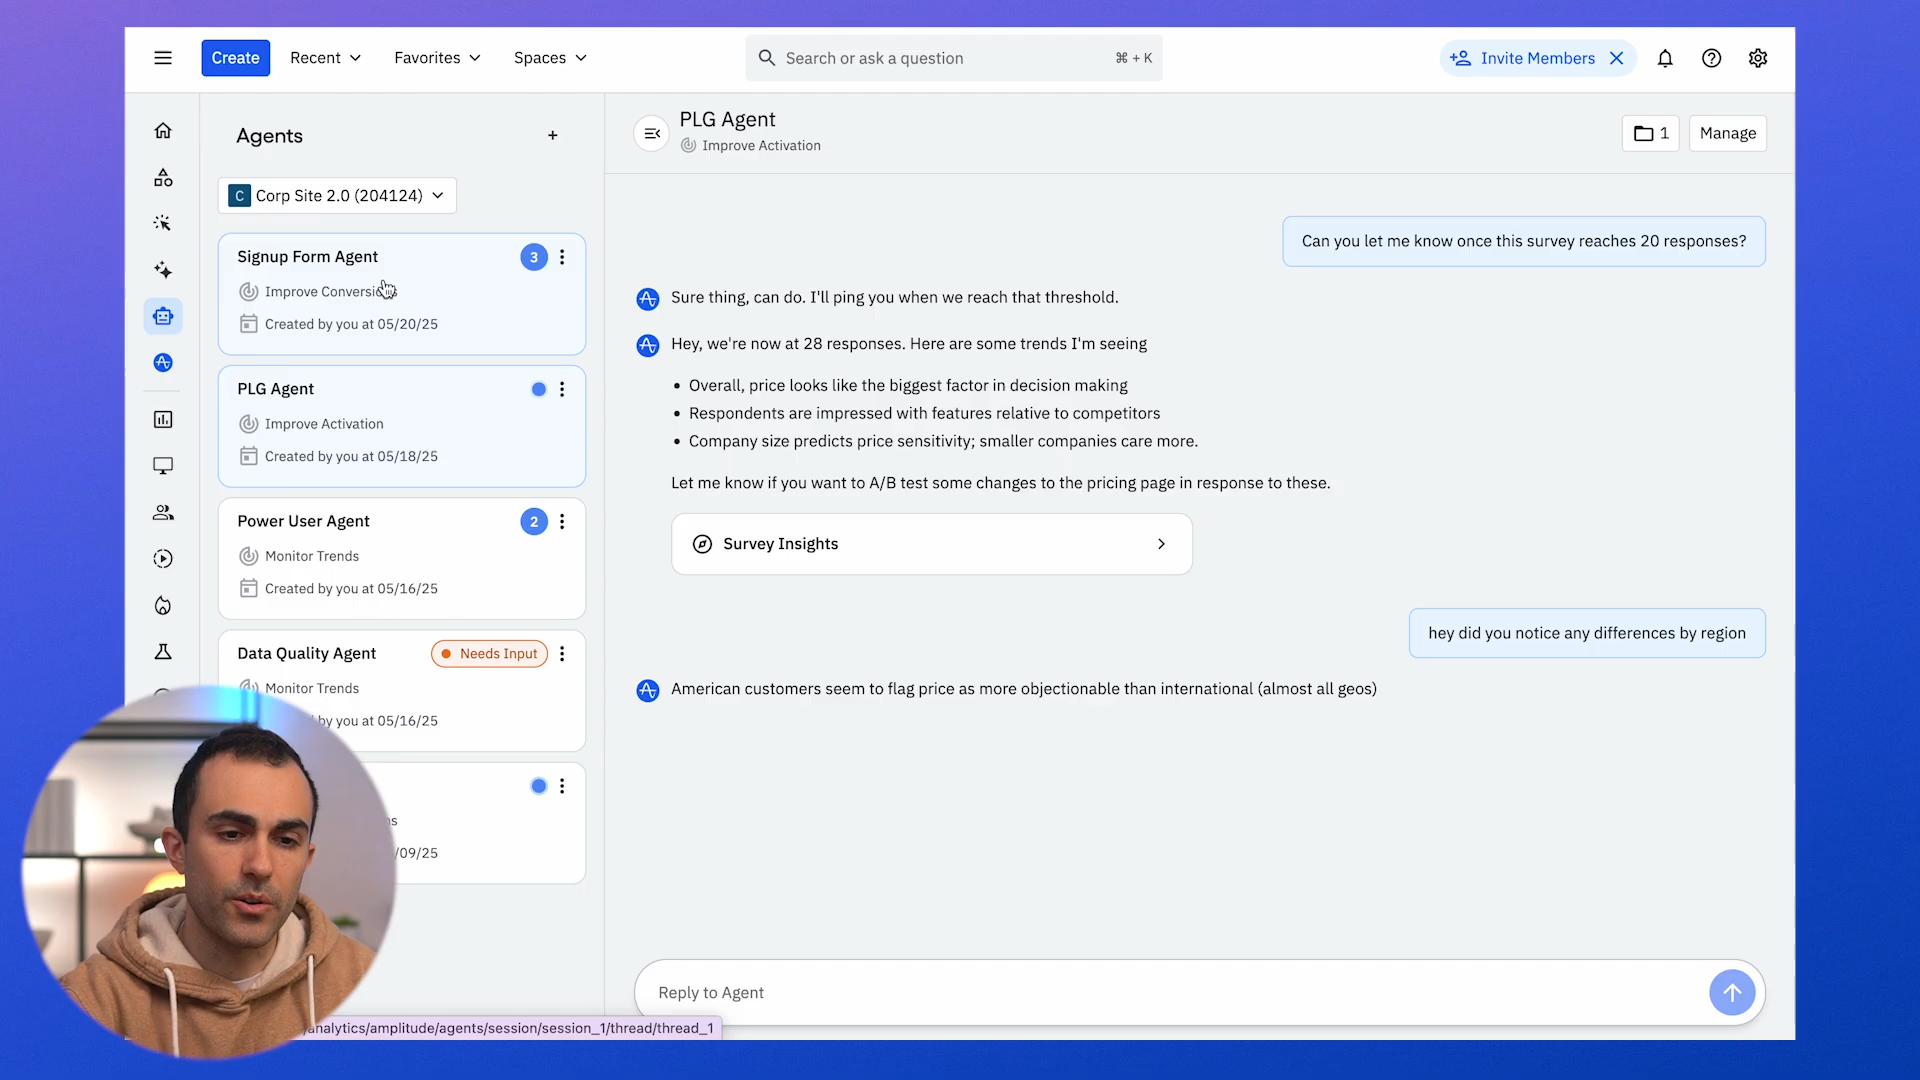 Create
Recent
Favorites
Spaces
Search or ask a question
⌘ + K
Invite Members
Agents
+
C Corp Site 2.0 (204124)
Signup Form Agent
3
Improve Conversions
Created by you at 05/20/25
PLG Agent
Improve Activation
Created by you at 05/18/25
Power User Agent
2
Monitor Trends
Created by you at 05/16/25
Data Quality Agent
Needs Input
Monitor Trends
by you at 05/16/25
/09/25
PLG Agent
Improve Activation
1
Manage
Can you let me know once this survey reaches 20 responses?
Sure thing, can do. I'll ping you when we reach that threshold.
Hey, we're now at 28 responses. Here are some trends I'm seeing
• Overall, price looks like the biggest factor in decision making
• Respondents are impressed with features relative to competitors
• Company size predicts price sensitivity; smaller companies care more.
Let me know if you want to A/B test some changes to the pricing page in response to these.
Survey Insights
hey did you notice any differences by region
American customers seem to flag price as more objectionable than international (almost all geos)
Reply to Agent
/analytics/amplitude/agents/session/session_1/thread/thread_1